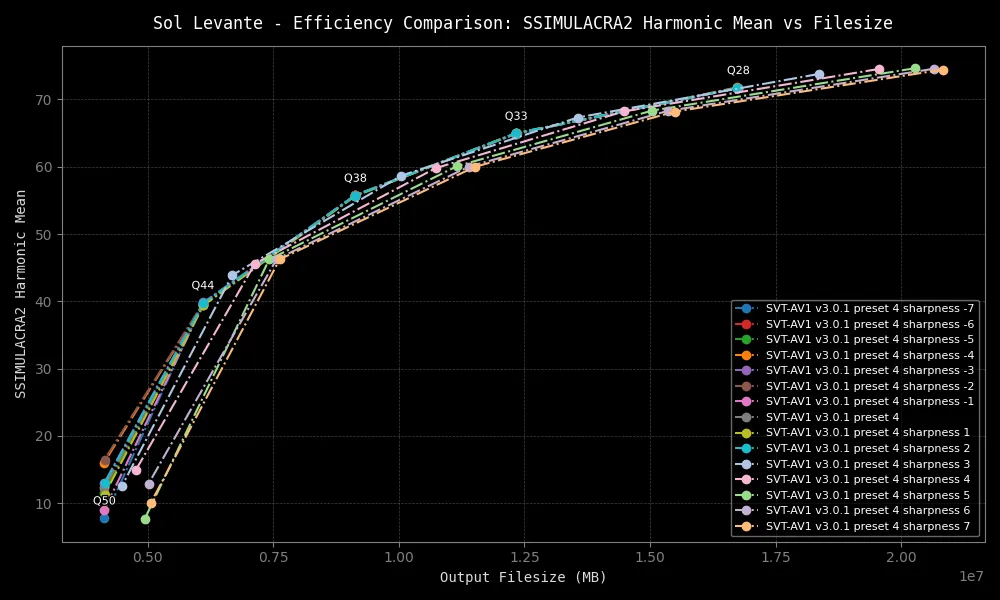 Sol Levante - Efficiency Comparison: SSIMULACRA2 Harmonic Mean vs Filesize
SSIMULACRA2 Harmonic Mean
70
60
50
40
30
20
10
Q28
Q33
Q38
Q44
Q50
SVT-AV1 v3.0.1 preset 4 sharpness -7
SVT-AV1 v3.0.1 preset 4 sharpness -6
SVT-AV1 v3.0.1 preset 4 sharpness -5
SVT-AV1 v3.0.1 preset 4 sharpness -4
SVT-AV1 v3.0.1 preset 4 sharpness -3
SVT-AV1 v3.0.1 preset 4 sharpness -2
SVT-AV1 v3.0.1 preset 4 sharpness -1
SVT-AV1 v3.0.1 preset 4
SVT-AV1 v3.0.1 preset 4 sharpness 1
SVT-AV1 v3.0.1 preset 4 sharpness 2
SVT-AV1 v3.0.1 preset 4 sharpness 3
SVT-AV1 v3.0.1 preset 4 sharpness 4
SVT-AV1 v3.0.1 preset 4 sharpness 5
SVT-AV1 v3.0.1 preset 4 sharpness 6
SVT-AV1 v3.0.1 preset 4 sharpness 7
0.50 0.75 1.00 1.25 1.50 1.75 2.00
1e7
Output Filesize (MB)